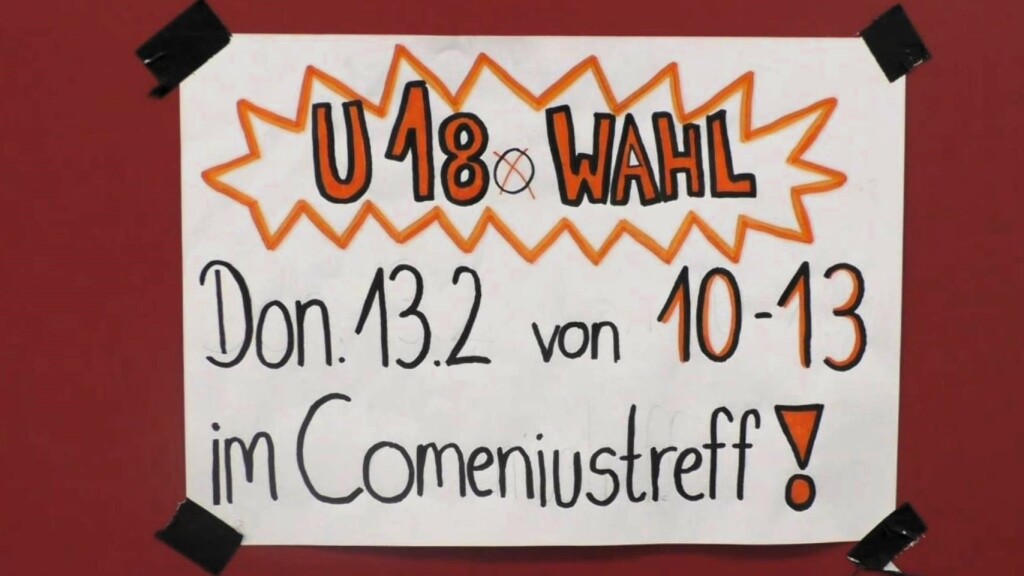 U18 WAHL
Don. 13.2 von 10-13
im Comeniustreff!